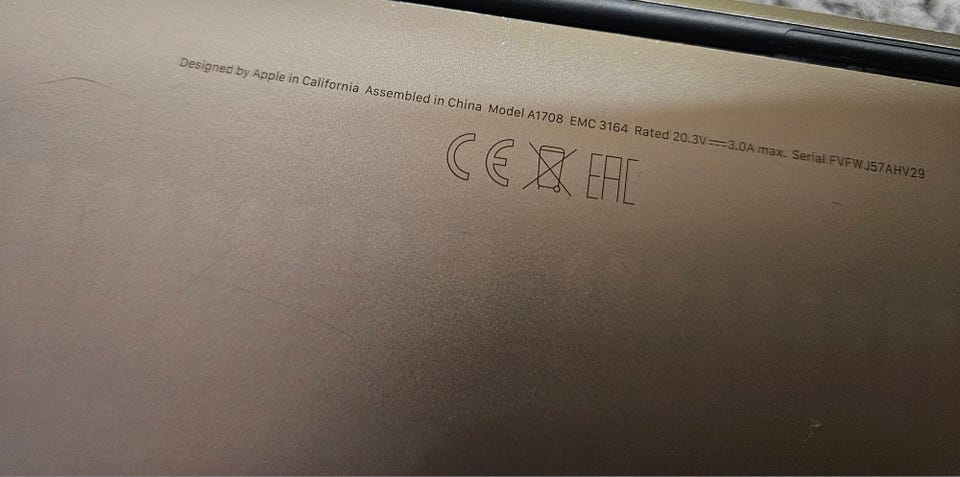 Designed by Apple in California Assembled in China Model A1708 EMC 3164 Rated 20.3V⎓3.0A max. Serial FVFWJ57AHV29
CE EAC